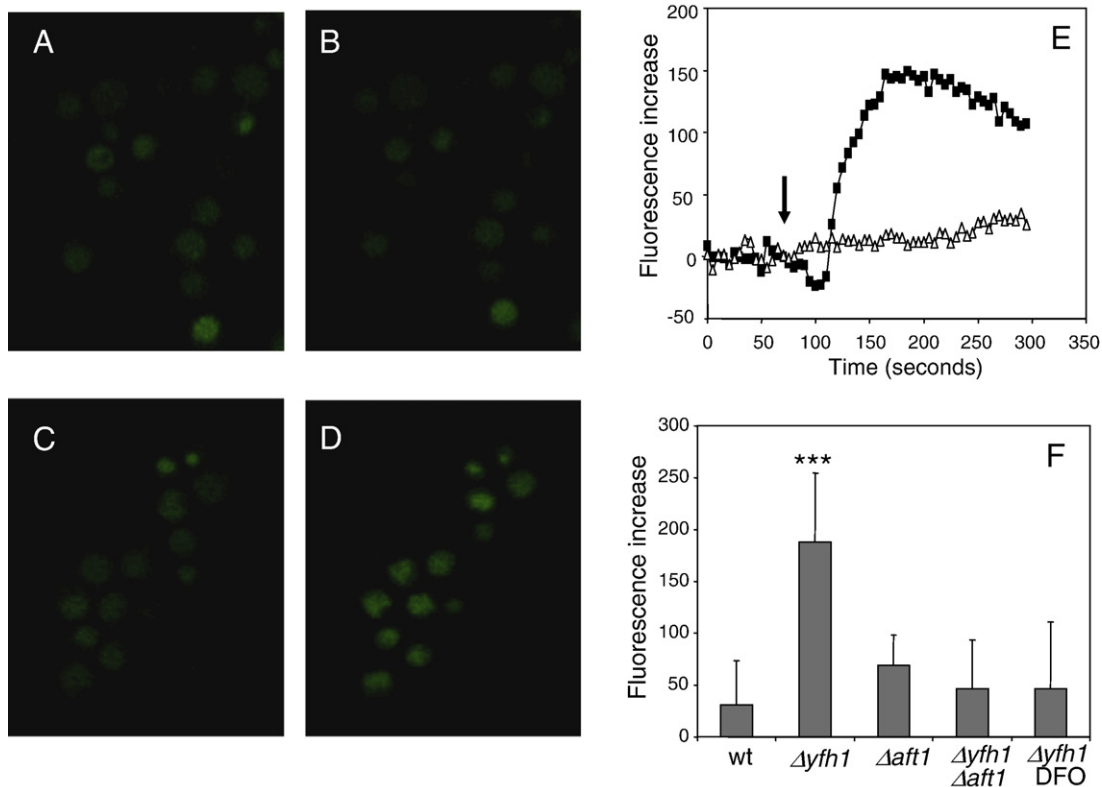 A
B
E
200
150
100
50
0
-50
Fluorescence increase
0 50 100 150 200 250 300 350
Time (seconds)
C
D
F
300
250
200
150
100
50
0
Fluorescence increase
***
wt Δyfh1 Δaft1 Δyfh1 Δyfh1
Δaft1 DFO